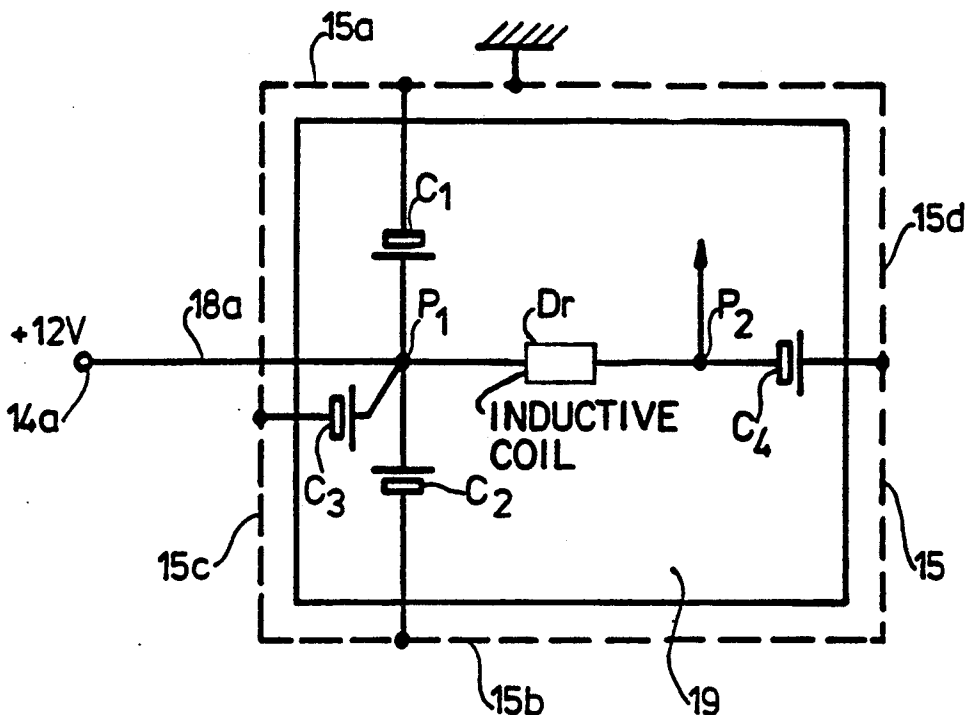 15a
C1
15d
18a
P1
Dr
P2
+12V
14a
INDUCTIVE
COIL
C4
C3
C2
15c
15
15b
19